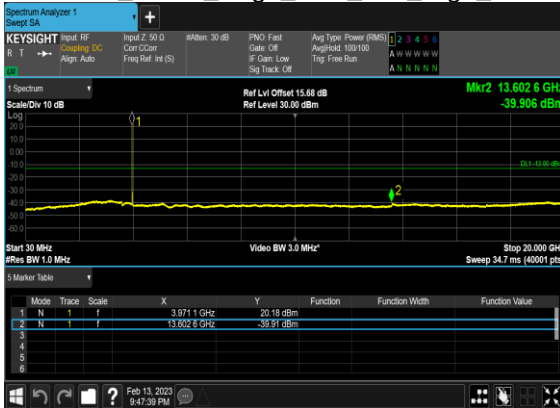 Spectrum Analyzer 1
Swept SA
+
KEYSIGHT Input: RF Input Z: 50 Ω #Atten: 30 dB PNO: Fast Avg Type: Power (RMS) 1 2 3 4 5 6
R T Coupling: DC Corr CCorr Gate: Off Avg|Hold: 100/100 A W W W W W
Align: Auto Freq Ref: Int (S) IF Gain: Low Trig: Free Run
LV Sig Track: Off A N N N N N
1 Spectrum Ref Lvl Offset 15.68 dB Mkr2 13.602 6 GHz
Scale/Div 10 dB Ref Level 30.00 dBm -39.906 dBm
Log
20.0
10.0
0.00
-10.0
-20.0
-30.0
-40.0
-50.0
-60.0
1
DL1 -13.00 dBm
2
Start 30 MHz Video BW 3.0 MHz* Stop 20.000 GH
#Res BW 1.0 MHz Sweep 34.7 ms (40001 pts
5 Marker Table
Mode Trace Scale X Y Function Function Width Function Value
1 N 1 f 3.971 1 GHz 20.18 dBm
2 N 1 f 13.602 6 GHz -39.91 dBm
3
4
5
6
? Feb 13, 2023
9:47:39 PM